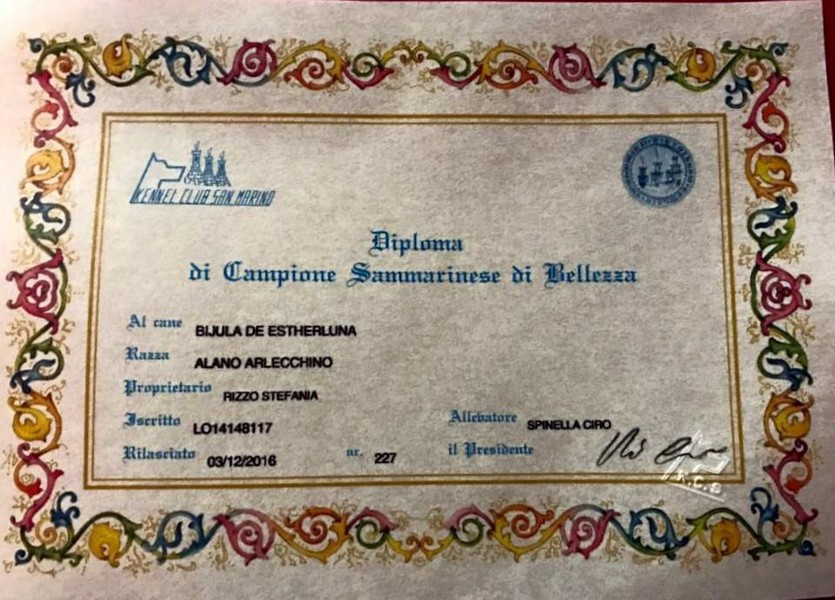 KENNEL CLUB SAN MARINO
Diploma
di Campione Sammarinese di Bellezza
Al cane BIJULA DE ESTHERLUNA
Razza ALANO ARLECCHINO
Proprietario RIZZO STEFANIA
Iscritto LO14148117 Allevatore SPINELLA CIRO
Rilasciato 03/12/2016 nr. 227 il Presidente